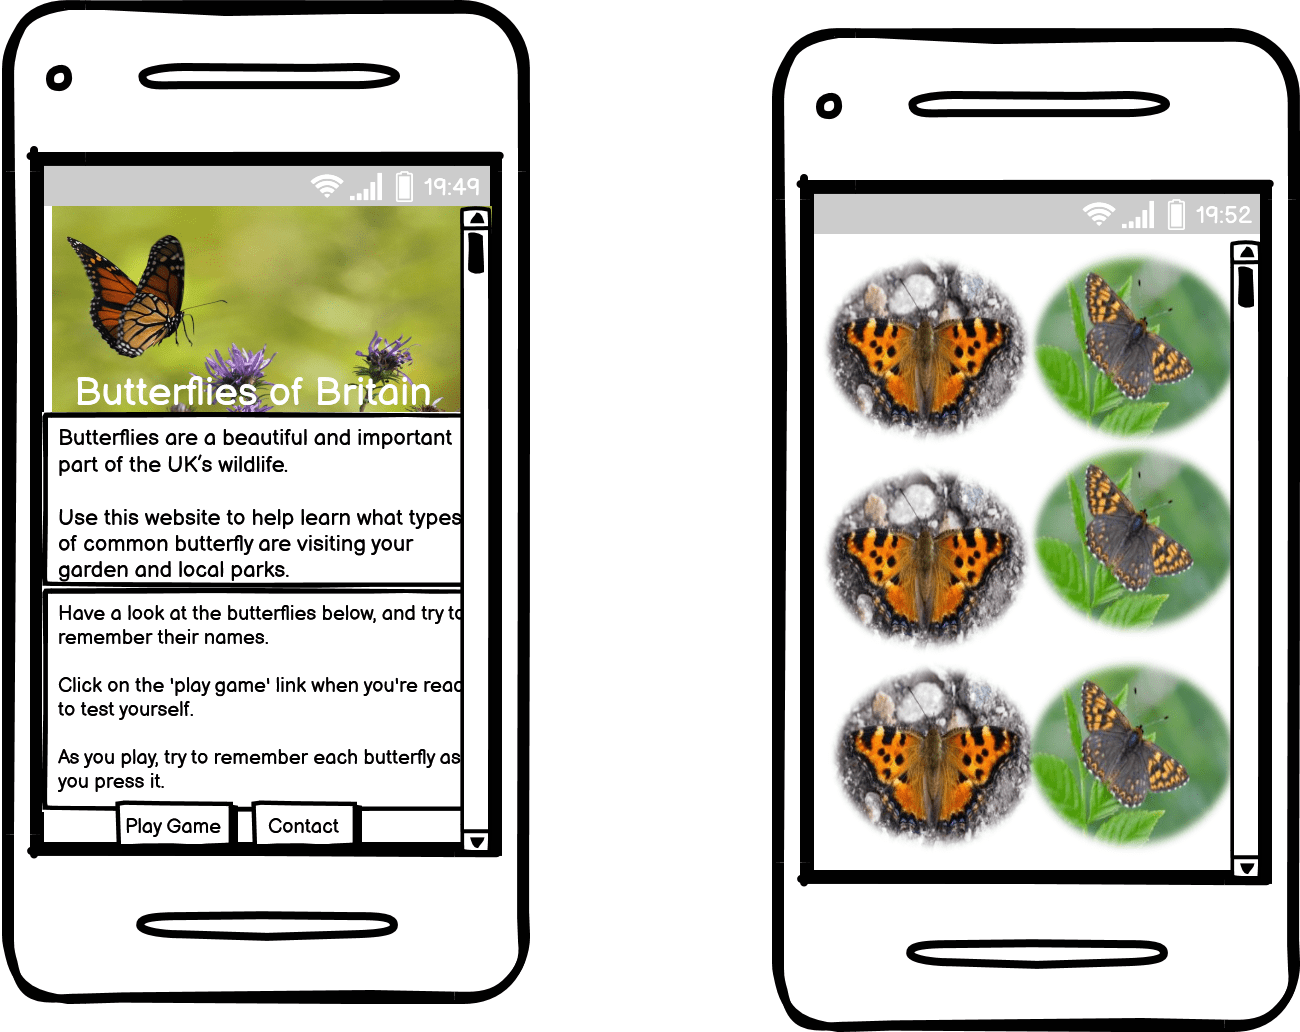 19:49
Butterflies of Britain
Butterflies are a beautiful and important
part of the UK's wildlife.
Use this website to help learn what types
of common butterfly are visiting your
garden and local parks.
Have a look at the butterflies below, and try to
remember their names.
Click on the 'play game' link when you're read
to test yourself.
As you play, try to remember each butterfly as
you press it.
Play Game
Contact
19:52